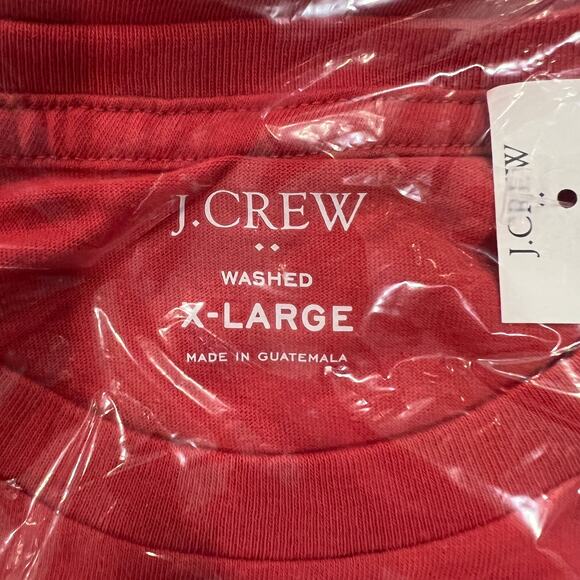 J.CREW
WASHED
X-LARGE
MADE IN GUATEMALA
J.CREW